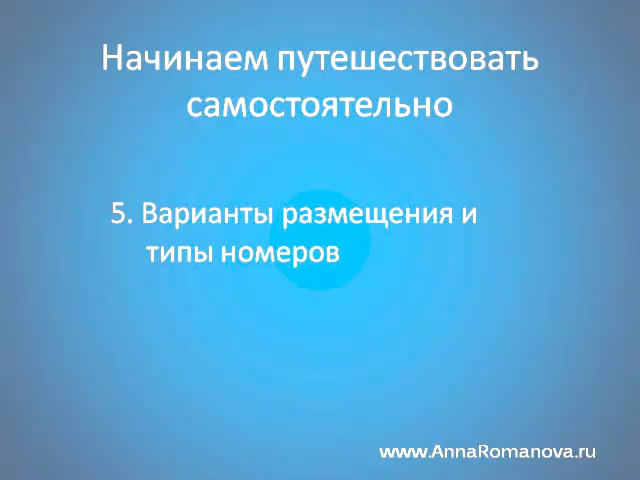 Начинаем путешествовать
самостоятельно
5. Варианты размещения и
типы номеров
www.AnnaRomanova.ru